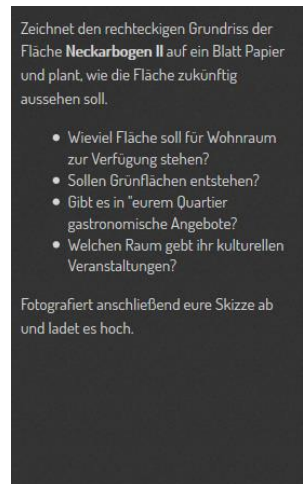 Zeichnet den rechteckigen Grundriss der
Fläche Neckarbogen II auf ein Blatt Papier
und plant, wie die Fläche zukünftig
aussehen soll.
• Wieviel Fläche soll für Wohnraum
zur Verfügung stehen?
• Sollen Grünflächen entstehen?
• Gibt es in "eurem Quartier
gastronomische Angebote?
• Welchen Raum gebt ihr kulturellen
Veranstaltungen?
Fotografiert anschließend eure Skizze ab
und ladet es hoch.